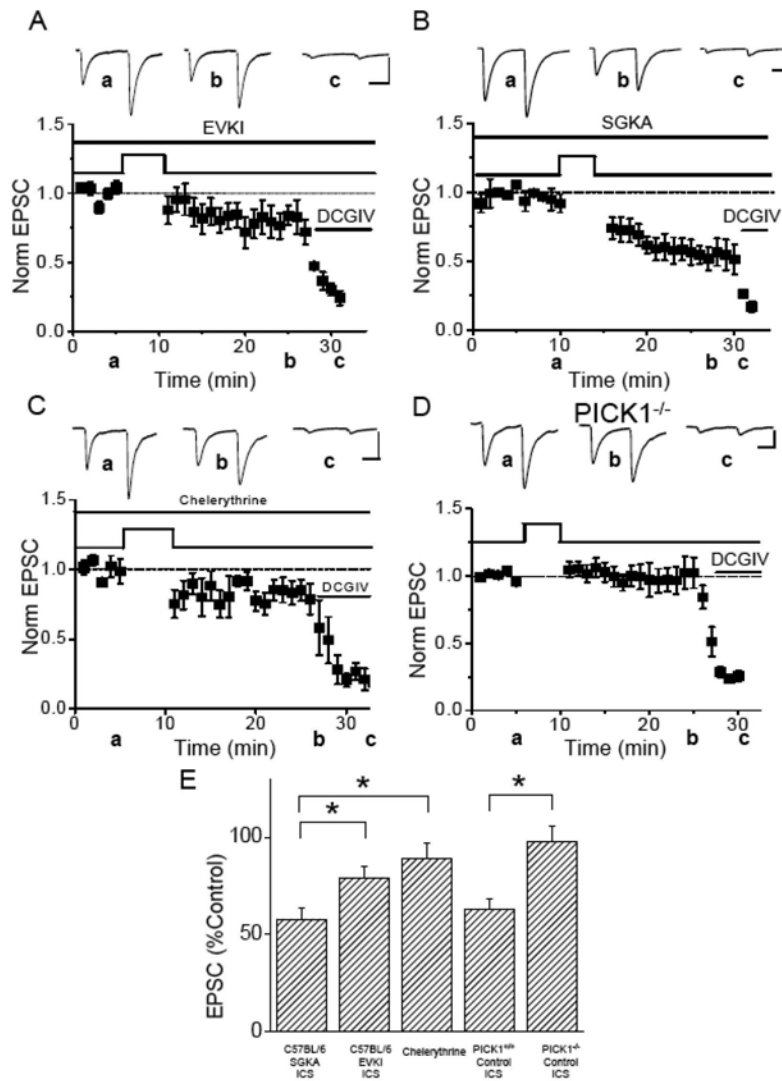 A
B
a
b
c
a
b
c
1.5
1.0
0.5
0.0
Norm EPSC
EVKI
DCGIV
0
10
20
30
a
b
c
Time (min)
1.5
1.0
0.5
0.0
Norm EPSC
SGKA
DCGIV
0
10
20
30
a
b
c
Time (min)
C
D
PICK1-/-
a
b
c
a
b
c
1.5
1.0
0.5
0.0
Norm EPSC
Chelerythrine
DCGIV
0
10
20
30
a
b
c
Time (min)
1.5
1.0
0.5
0.0
Norm EPSC
DCGIV
0
10
20
30
a
b
c
Time (min)
E
*
*
*
100
50
0
EPSC (%Control)
C57BL/6
SGKA
ICS
C57BL/6
EVKI
ICS
Chelerythrine
PICK1+/+
Control
ICS
PICK1-/-
Control
ICS